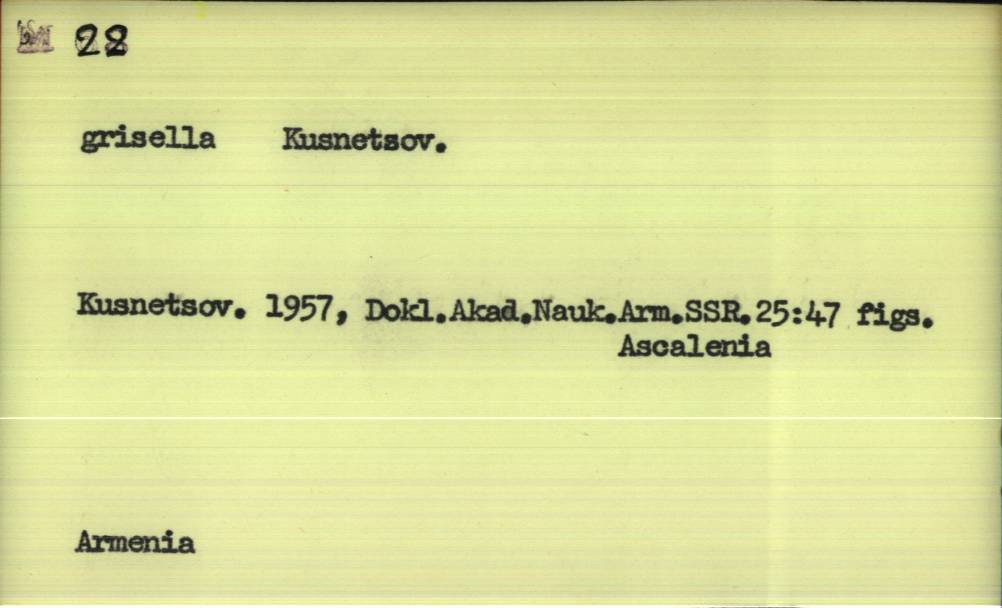 22
grisella Kusnetsov.
Kusnetsov. 1957, Dokl.Akad.Nauk.Arm.SSR.25:47 figs.
Ascalenia
Armenia